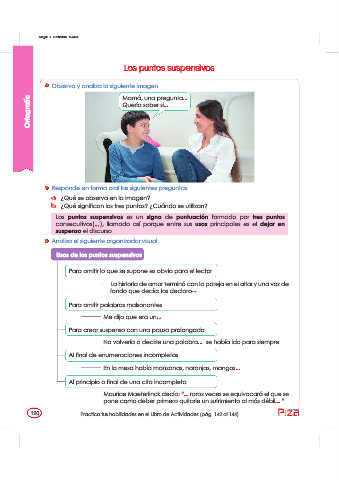 Los puntos suspensivos
Observa y analiza la siguiente imagen
Mamá, una pregunta...
Quería saber si...
Ortografía
Responde en forma oral las siguientes preguntas
a) ¿Qué se observa en la imagen?
b) ¿Qué significan los tres puntos? ¿Cuándo se utilizan?
Los puntos suspensivos es un signo de puntuación formado por tres puntos
consecutivos(...), llamado así porque entre sus usos principales es el dejar en
suspenso el discurso
Analiza el siguiente organizador visual
Usos de los puntos suspensivos
Para omitir lo que se supone es obvio para el lector
La historia de amor terminó con la pareja en el altar y una voz de
fondo que decía: los declaro...
Para omitir palabras malsonantes
Me dijo que era un...
Para crear suspenso con una pausa prolongada
No volvería a decirle una palabra... se había ido para siempre
Al final de enumeraciones incompletas
En la mesa había manzanas, naranjas, mangos...
Al principio o final de una cita incompleta
Maurice Maeterlinck decía: "... raras veces se equivocará el que se
pone como deber primero quitarle un sufrimiento al más débil... "
Practica tus habilidades en el Libro de Actividades (pág. 142 al 144)